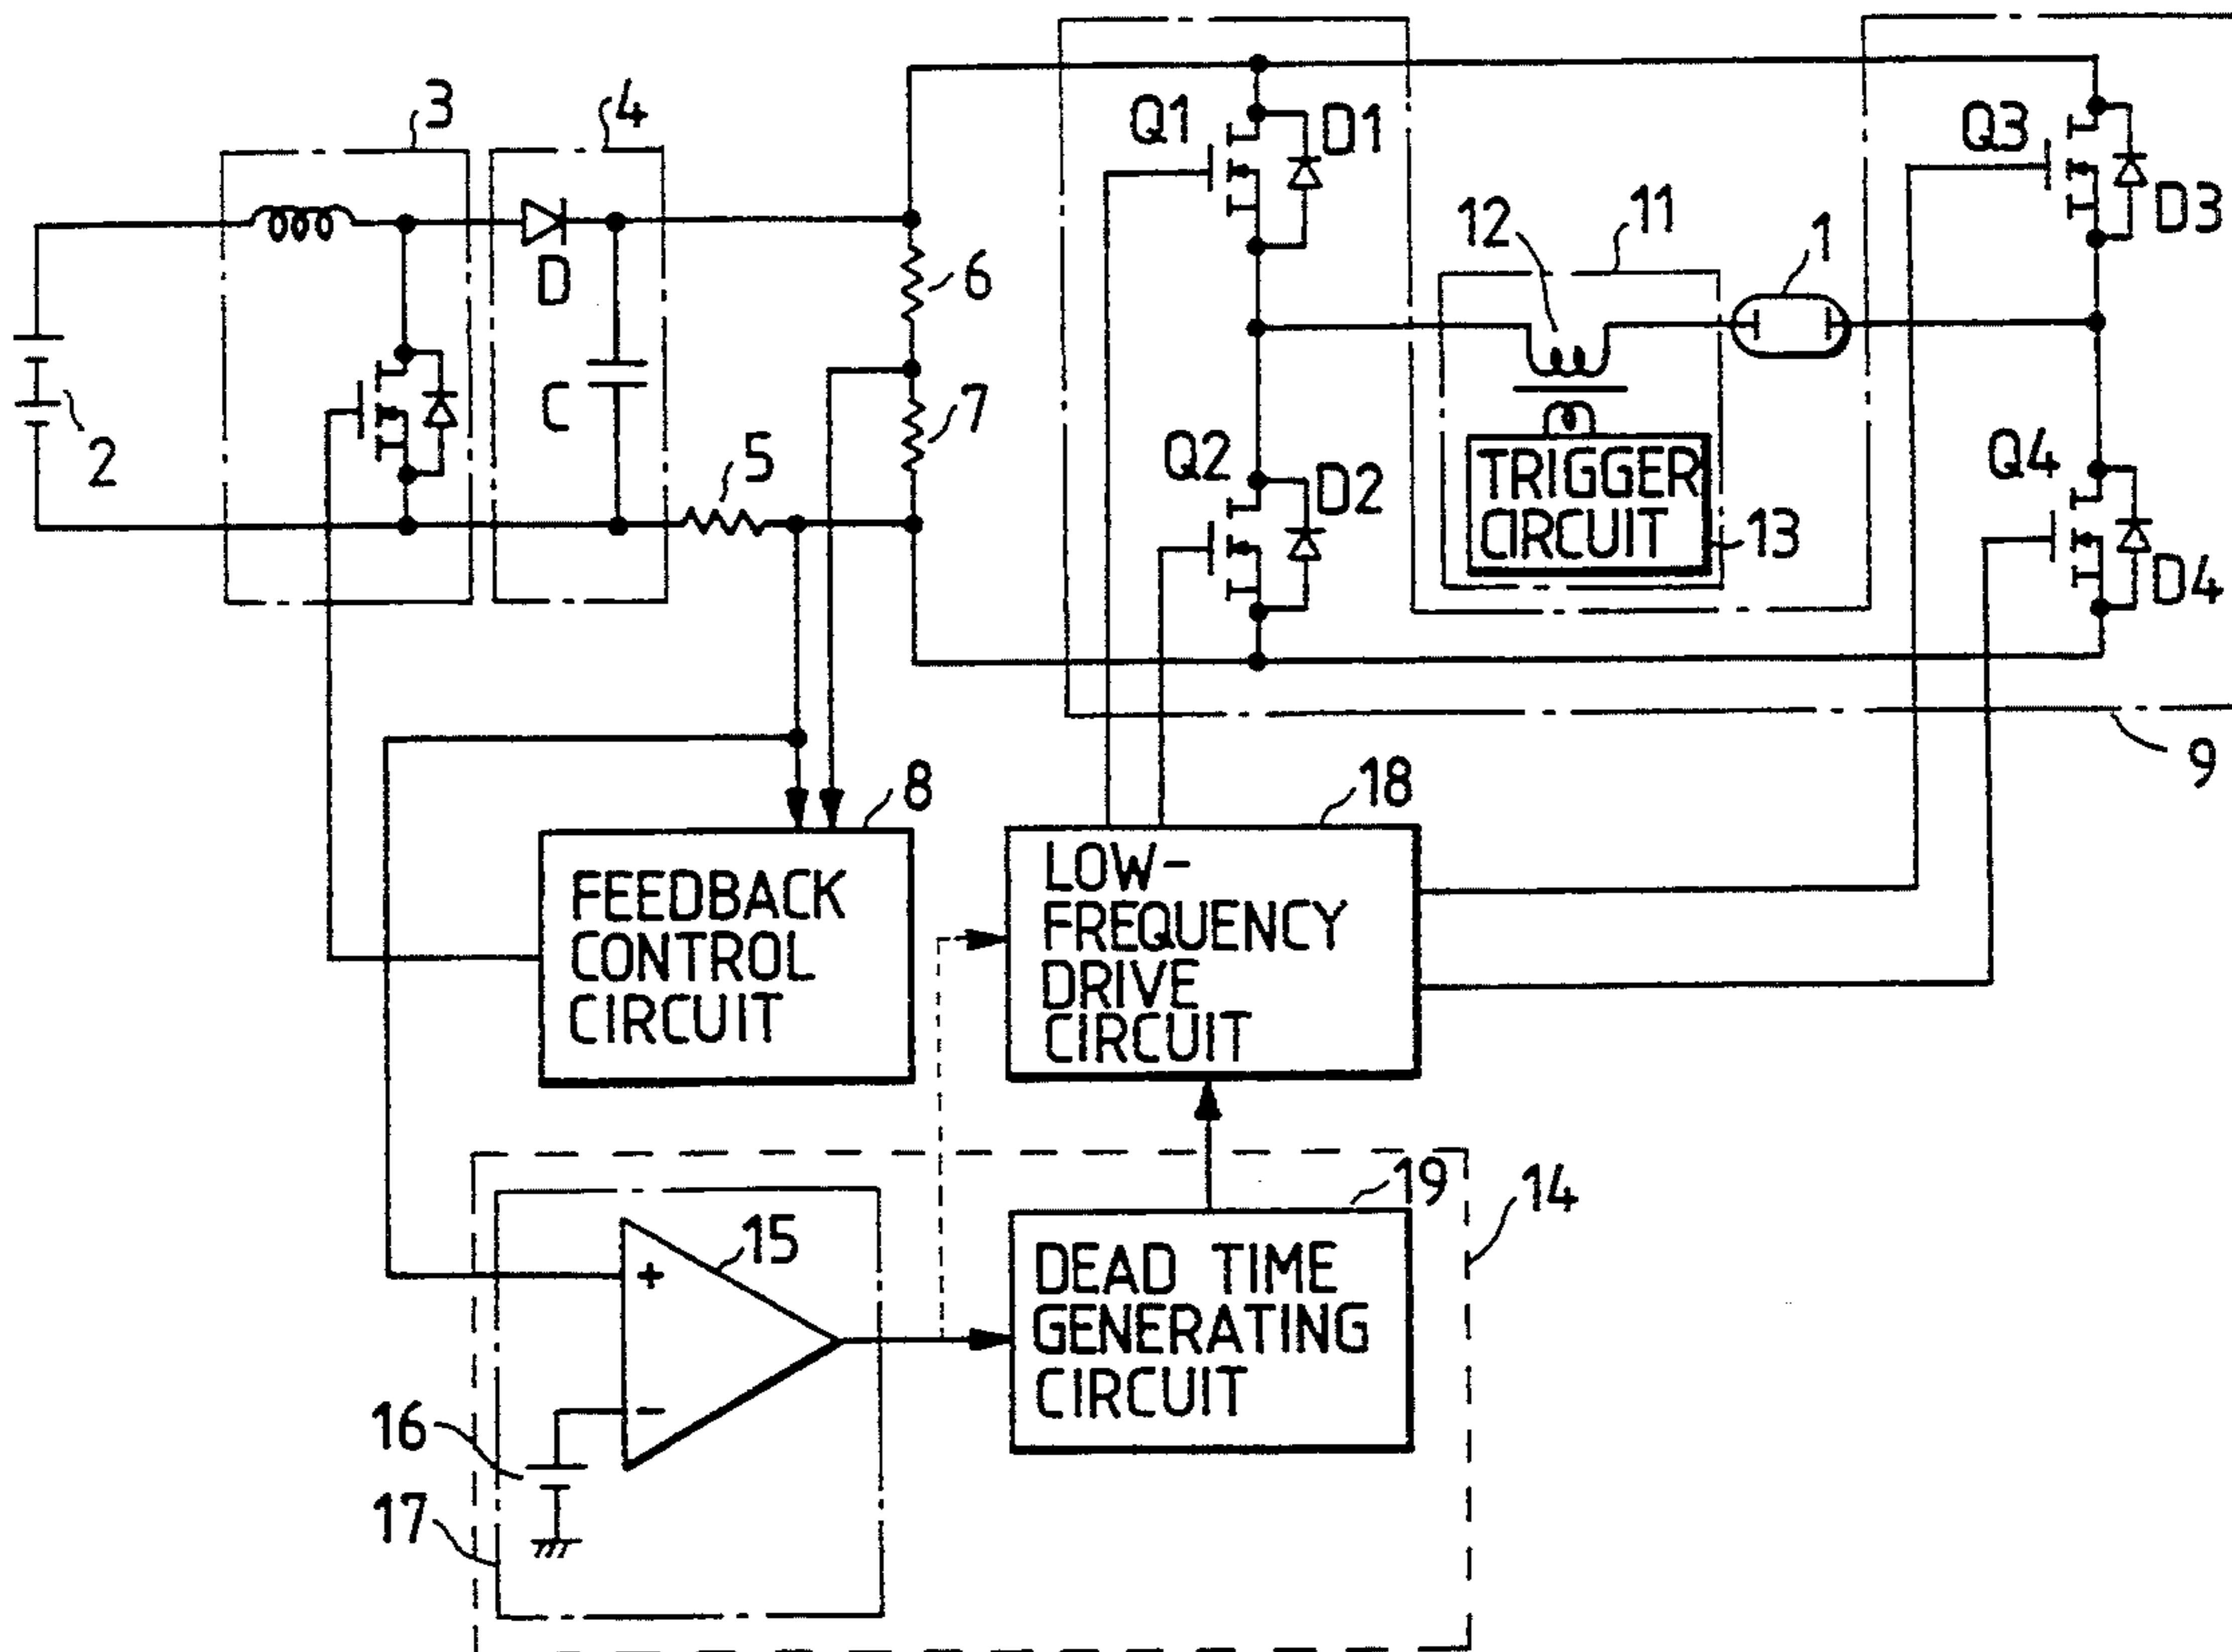 3
4
Q1
D1
Q3
D3
12
11
1
6
D
C
7
2
5
Q2
D2
TRIGGER
CIRCUIT
13
Q4
D4
9
8
18
FEEDBACK
CONTROL
CIRCUIT
LOW-
FREQUENCY
DRIVE
CIRCUIT
19
14
15
+
−
DEAD TIME
GENERATING
CIRCUIT
16
17